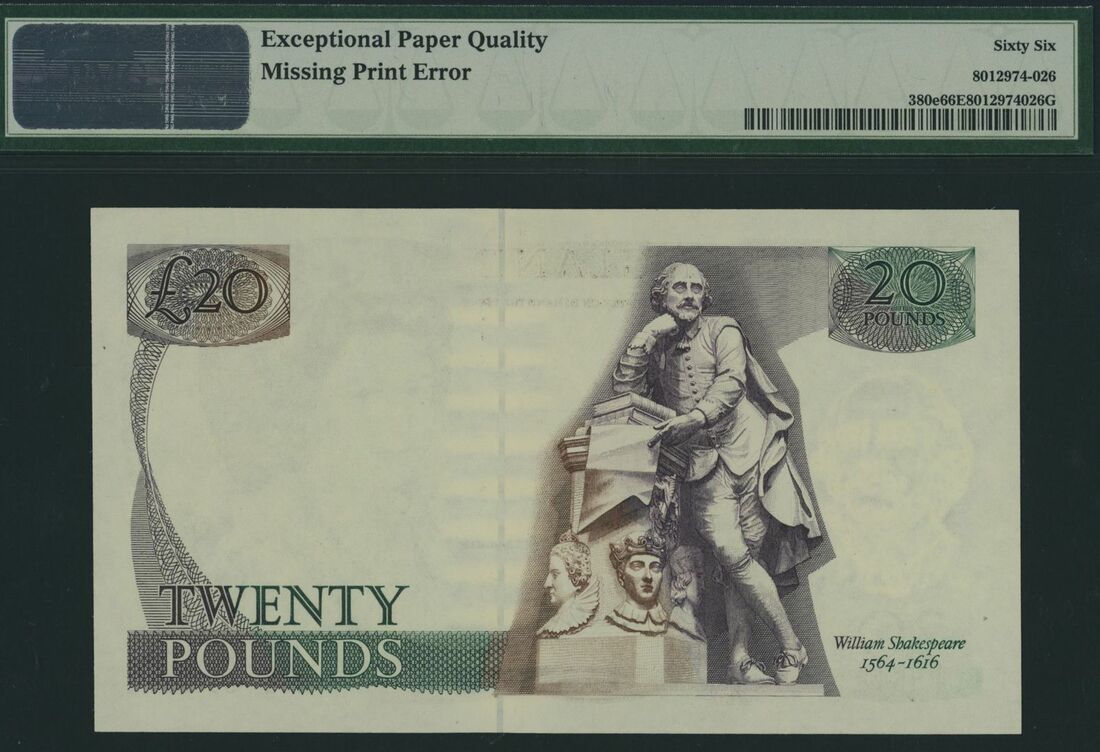 Exceptional Paper Quality
Missing Print Error
Sixty Six
8012974-026
380e66E8012974026G
£20
20
POUNDS
TWENTY
POUNDS
William Shakespeare
1564-1616